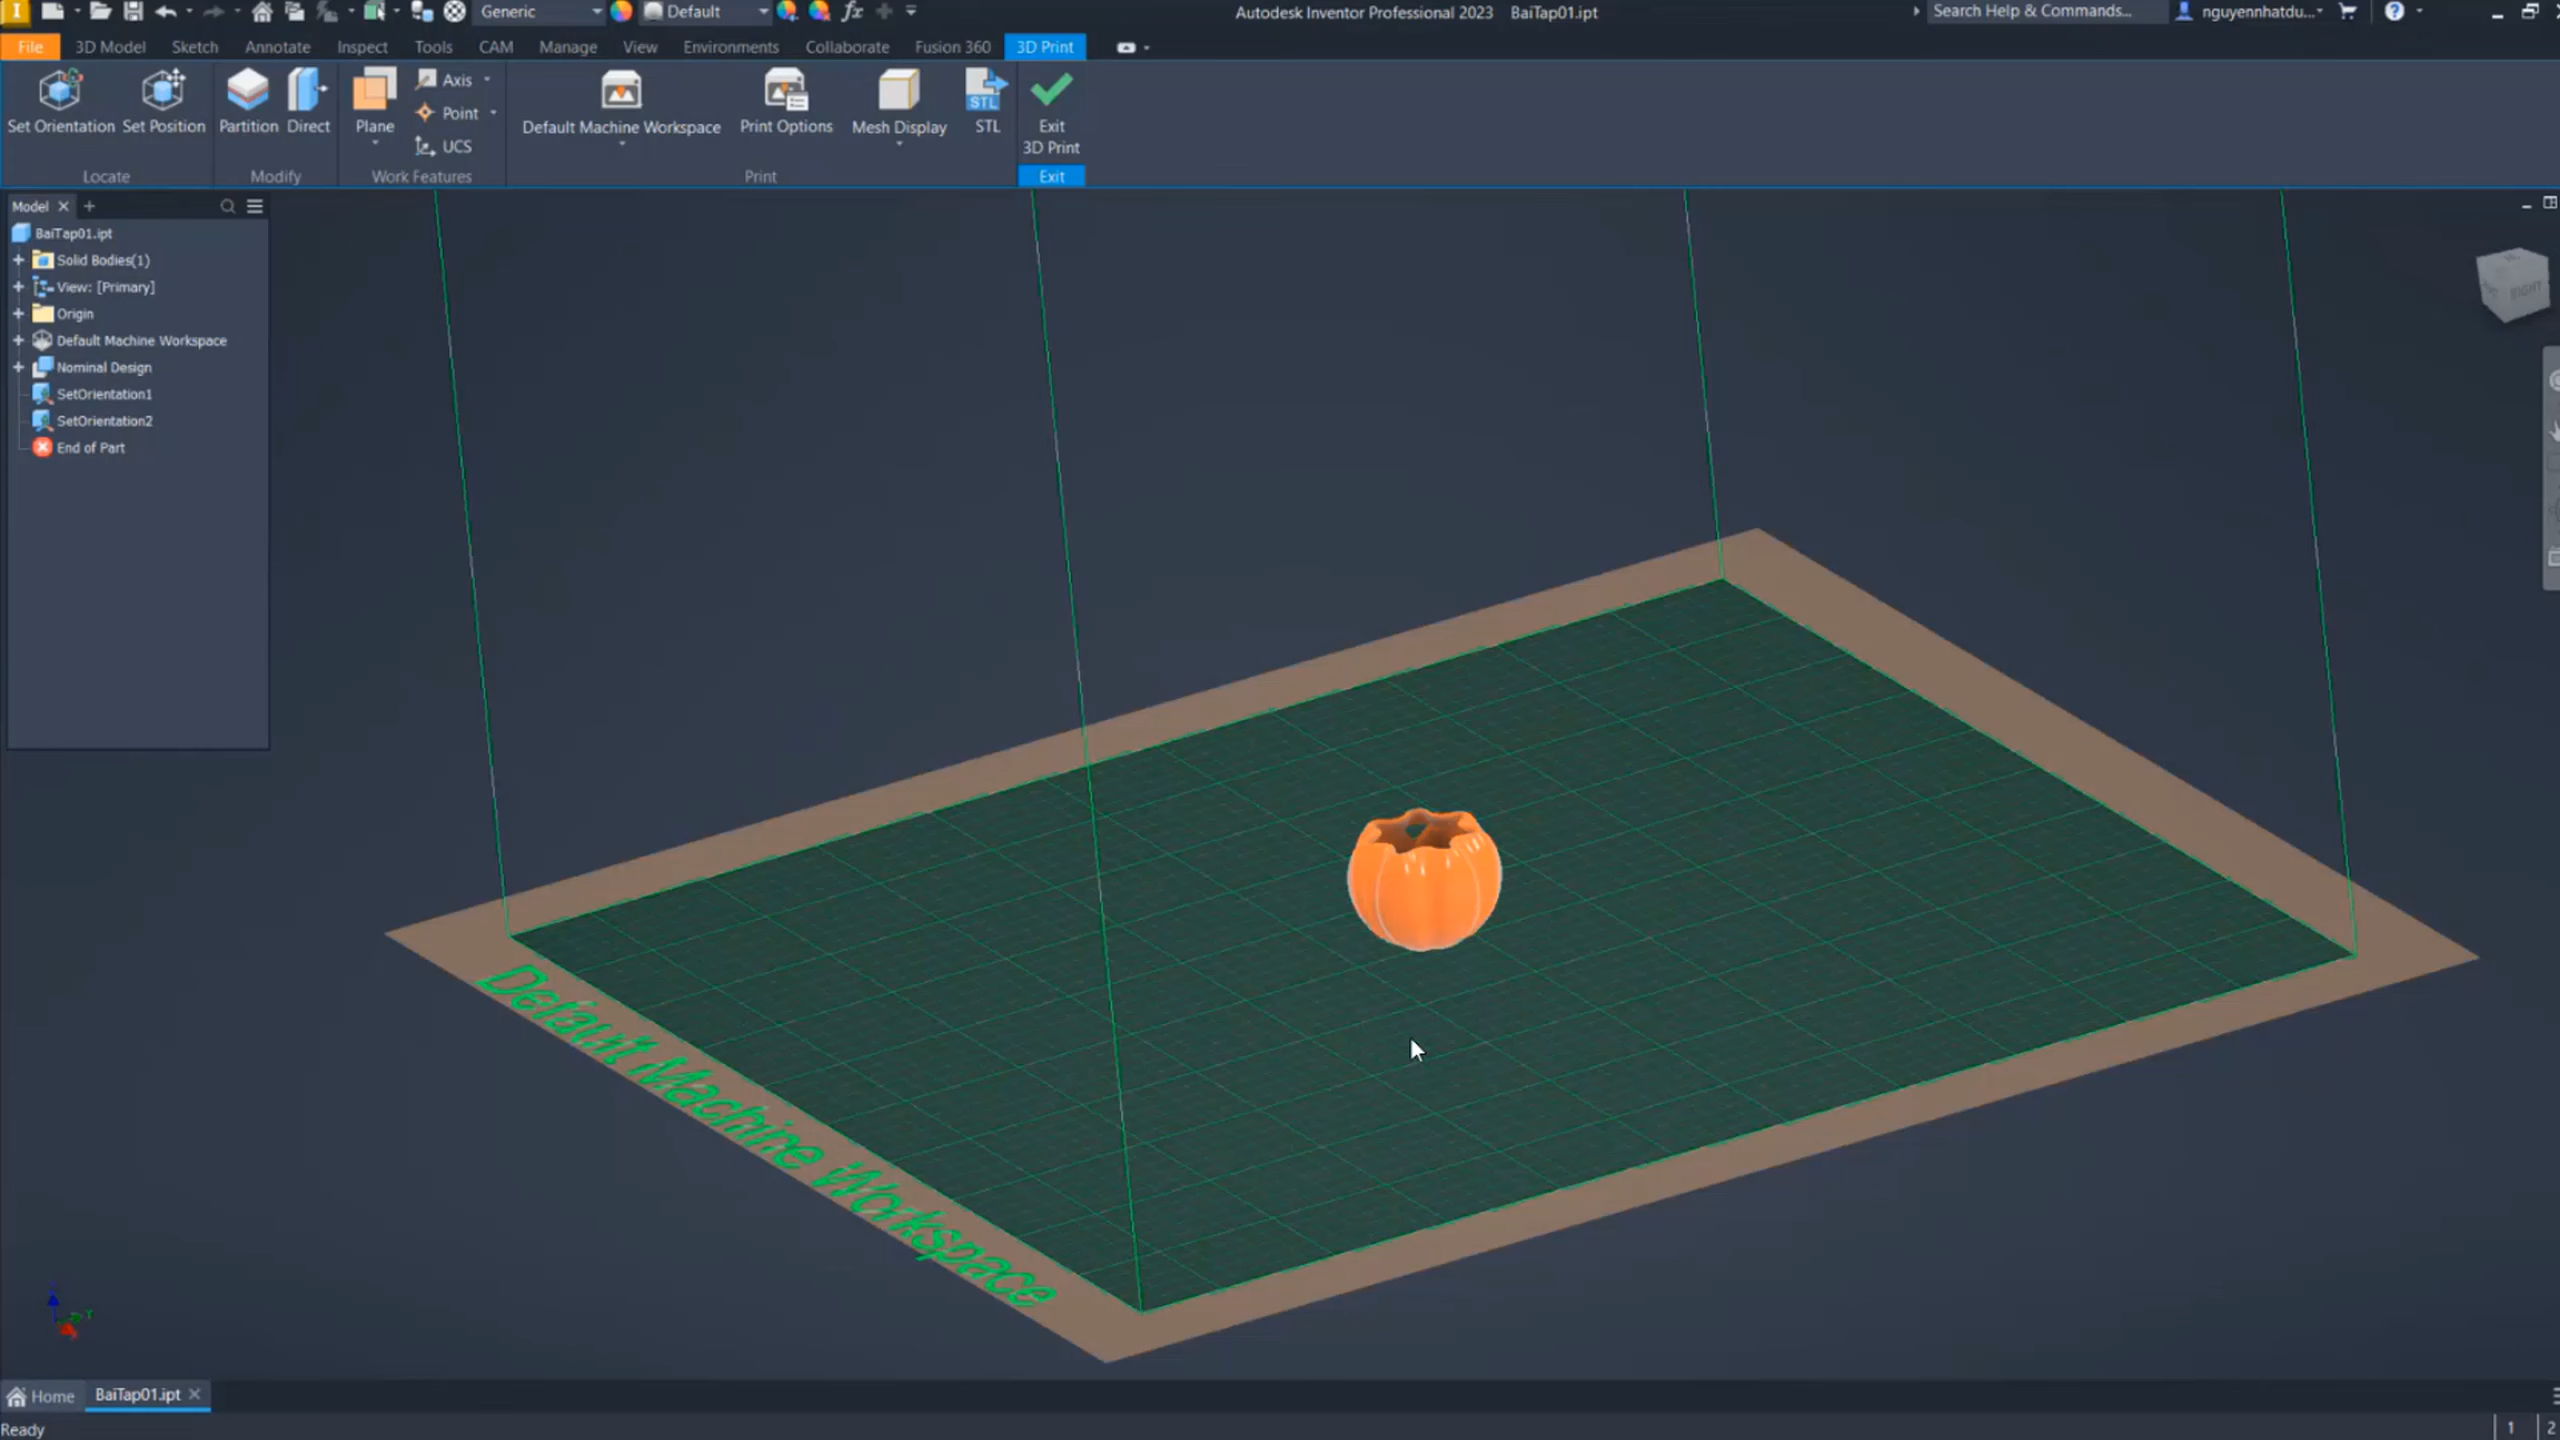 Generic
Default
Autodesk Inventor Professional 2023 BaiTap01.ipt
Search Help & Commands...
nguyennhatdu...
File 3D Model Sketch Annotate Inspect Tools CAM Manage View Environments Collaborate Fusion 360 3D Print
Set Orientation Set Position Partition Direct Plane
Axis
Point
UCS
Default Machine Workspace Print Options Mesh Display
STL
STL
Exit
3D Print
Locate Modify Work Features Print Exit
Model
BaiTap01.ipt
Solid Bodies(1)
View: [Primary]
Origin
Default Machine Workspace
Nominal Design
SetOrientation1
SetOrientation2
End of Part
RIGHT
Default Machine Workspace
Home BaiTap01.ipt
Ready
1 2